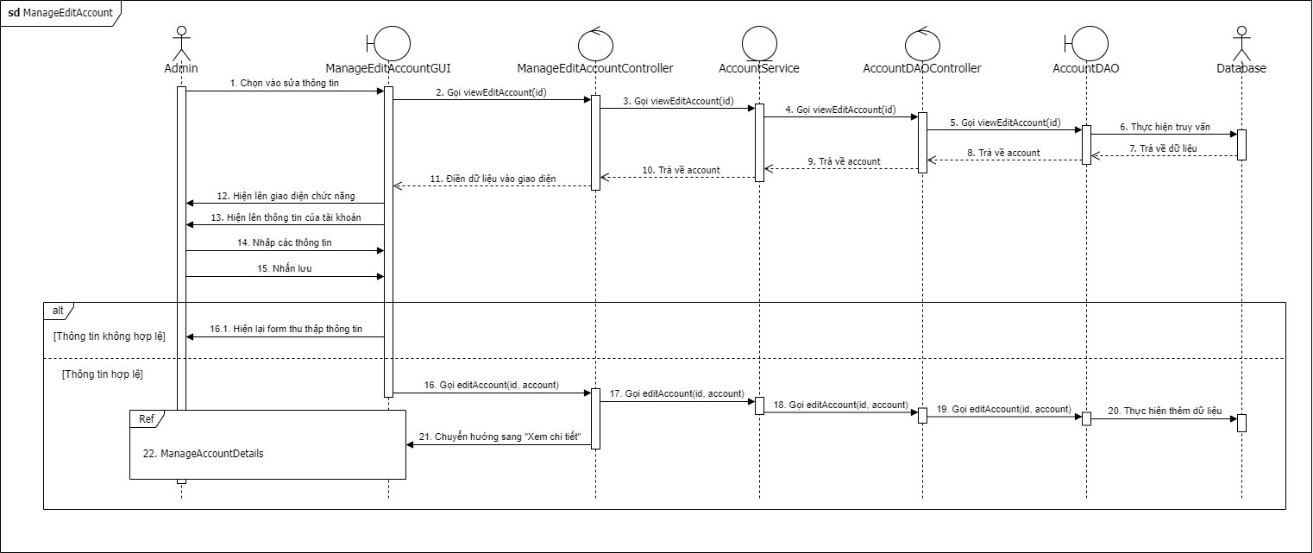 sd ManageEditAccount
Admin
ManageEditAccountGUI
ManageEditAccountController
AccountService
AccountDAOController
AccountDAO
Database
1. Chọn vào sửa thông tin
2. Gọi viewEditAccount(id)
3. Gọi viewEditAccount(id)
4. Gọi viewEditAccount(id)
5. Gọi viewEditAccount(id)
6. Thực hiện truy vấn
7. Trả về dữ liệu
8. Trả về account
9. Trả về account
10. Trả về account
11. Điền dữ liệu vào giao diện
12. Hiện lên giao diện chức năng
13. Hiện lên thông tin của tài khoản
14. Nhập các thông tin
15. Nhấn lưu
alt
[Thông tin không hợp lệ]
16.1. Hiện lại form thu thập thông tin
[Thông tin hợp lệ]
16. Gọi editAccount(id, account)
17. Gọi editAccount(id, account)
18. Gọi editAccount(id, account)
19. Gọi editAccount(id, account)
20. Thực hiện thêm dữ liệu
Ref
21. Chuyển hướng sang "Xem chi tiết"
22. ManageAccountDetails